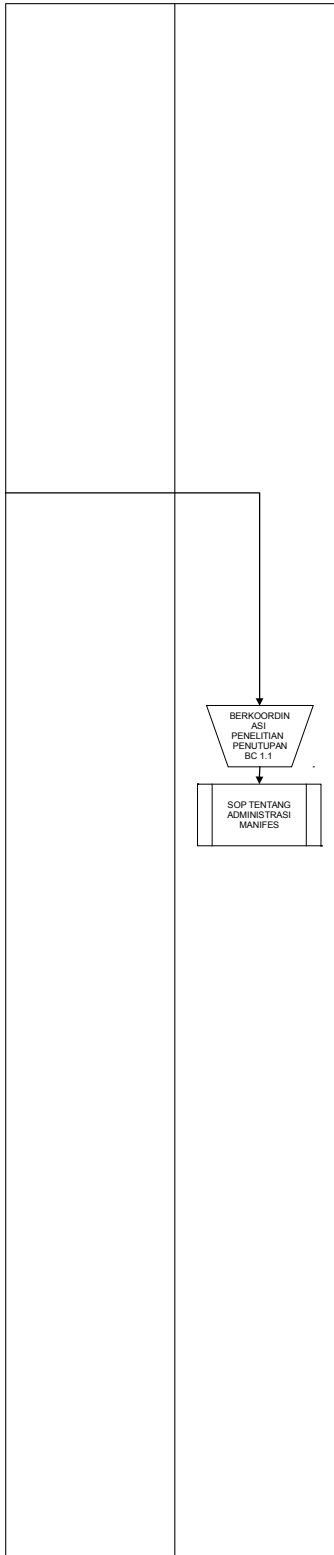 BERKOORDIN
ASI
PENELITIAN
PENUTUPAN
BC 1.1
SOP TENTANG
ADMINISTRASI
MANIFES